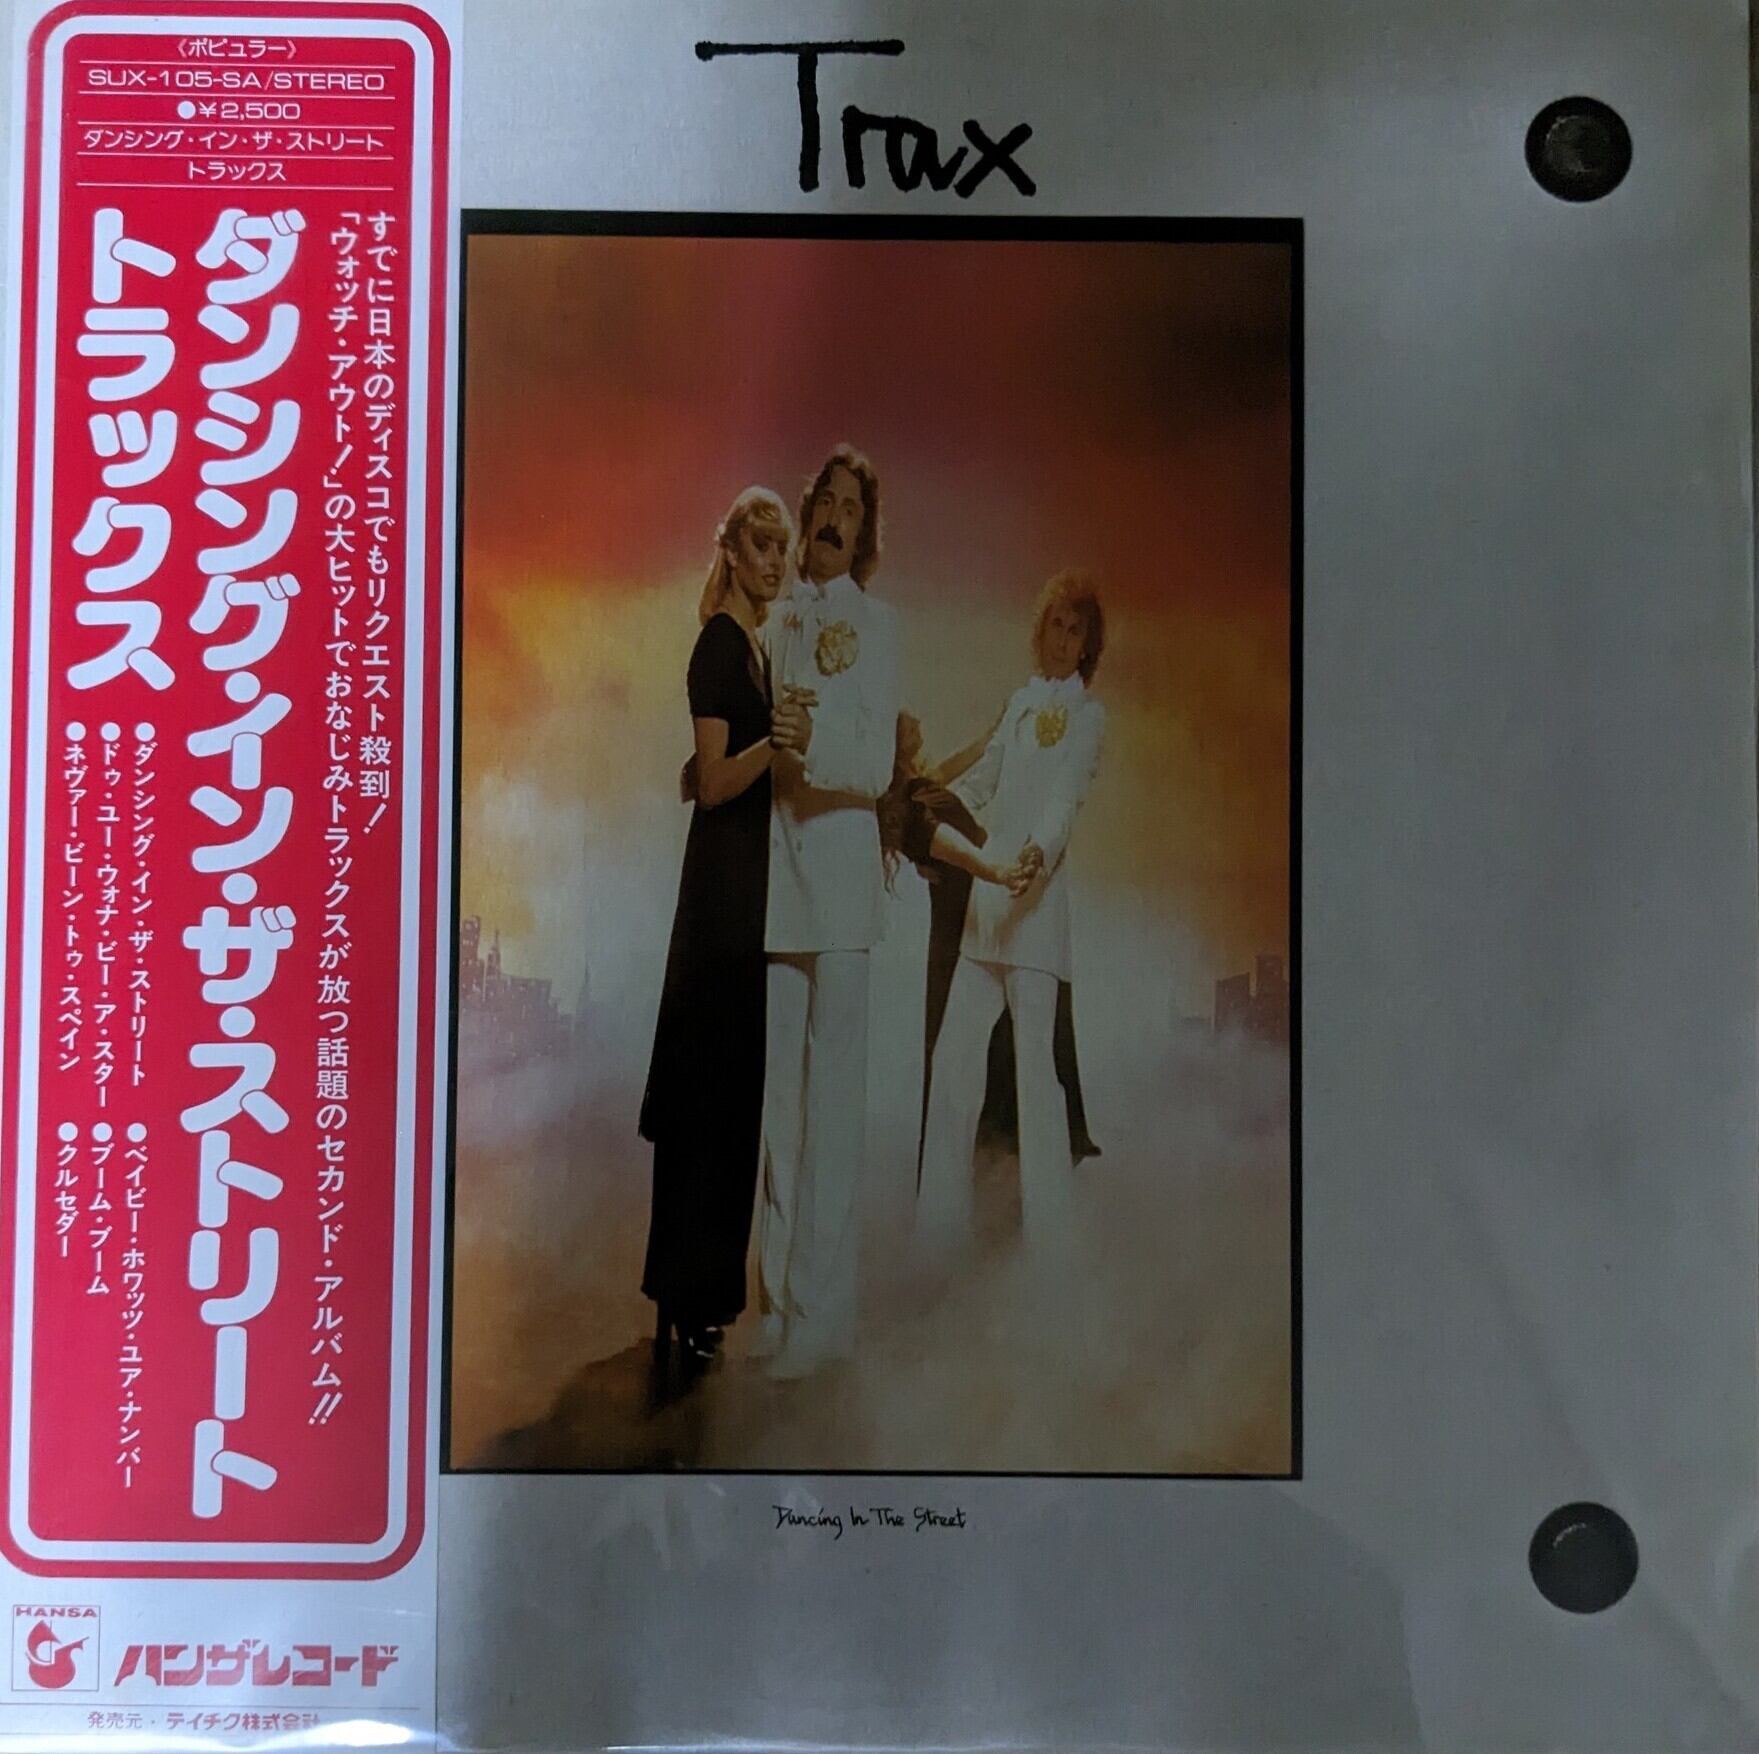 《ポピュラー》
SUX-105-SA/STEREO
●¥2,500
ダンシング・イン・ザ・ストリート
トラックス
すでに日本のディスコでもリクエスト殺到!
「ウォッチ・アウト!」の大ヒットでおなじみトラックスが放つ話題のセカンド・アルバム!!
ダンシング・イン・ザ・ストリート
トラックス
●ダンシング・イン・ザ・ストリート
●ドゥ・ユー・ウォナ・ビー・ア・スター
●ネヴァー・ビーン・トゥ・スペイン
●ベイビー・ホワッツ・ユア・ナンバー
●ブーム・ブーム
●クルセダー
HANSA
ハンザレコード
発売元・テイチク株式会社
Trax
Dancing In The Street